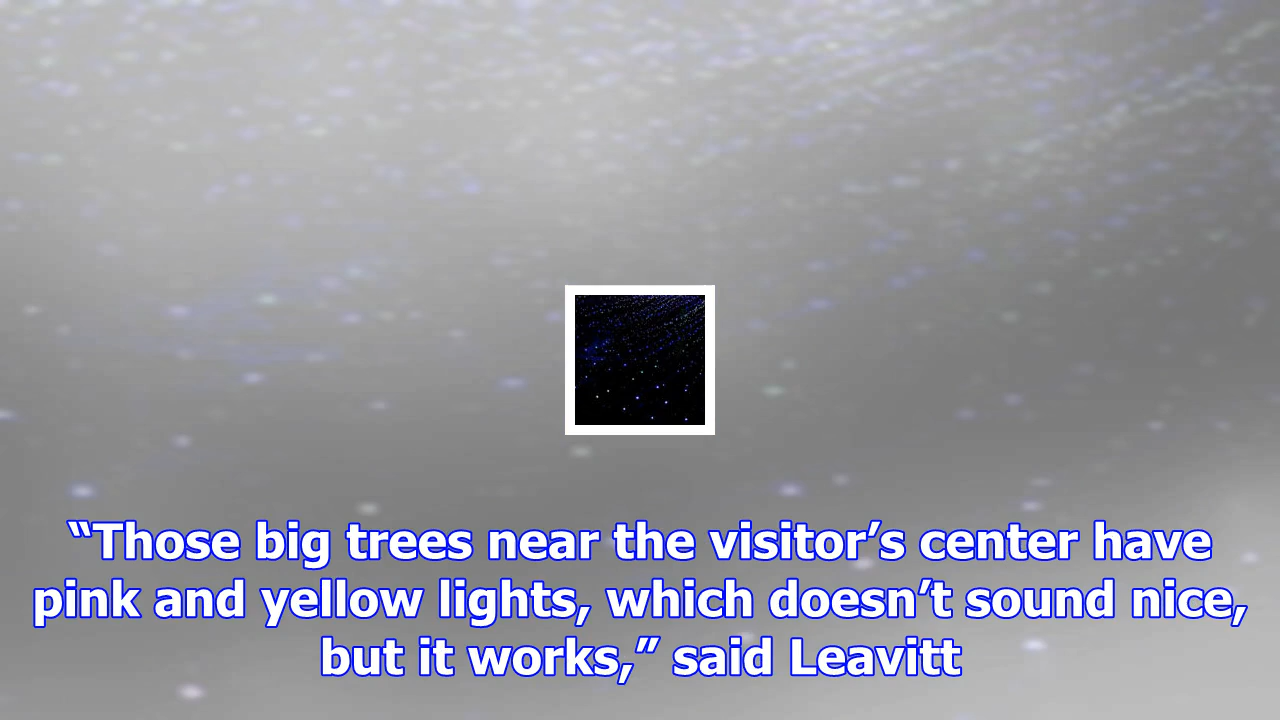 “Those big trees near the visitor’s center have
pink and yellow lights, which doesn’t sound nice,
but it works,” said Leavitt